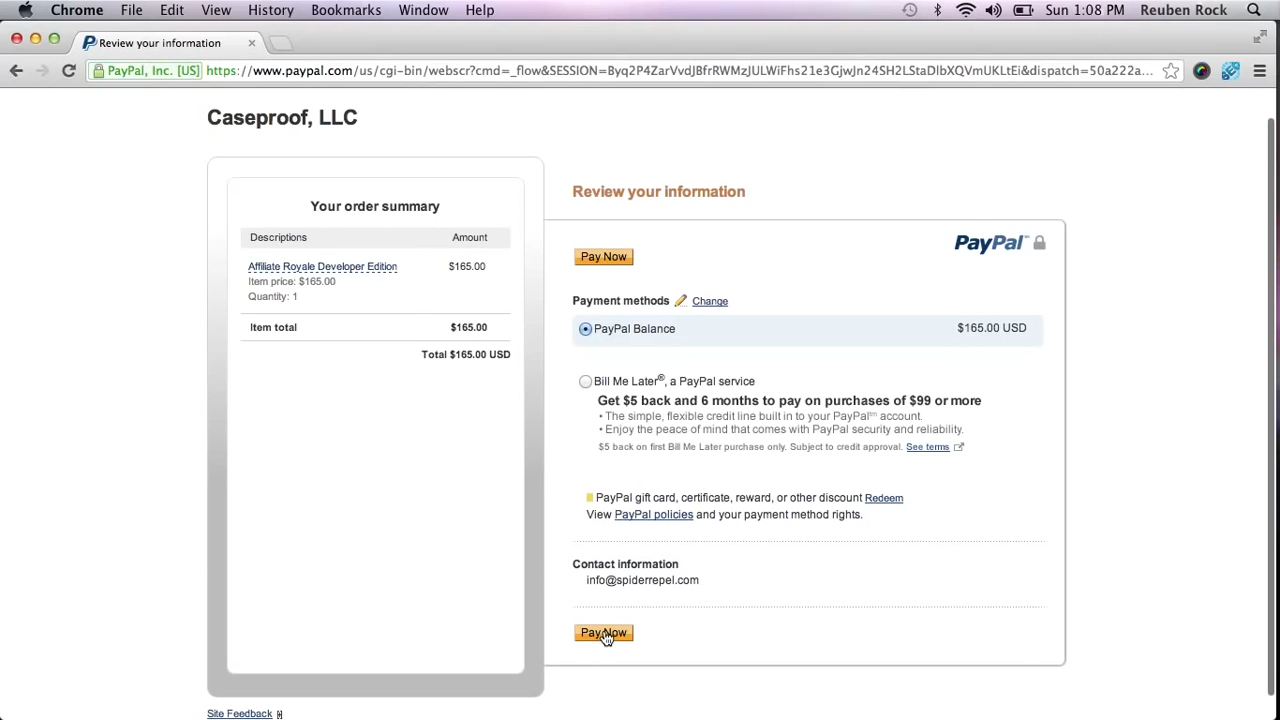 Chrome File Edit View History Bookmarks Window Help Sun 1:08 PM Reuben Rock
Review your information
PayPal, Inc. [US] https://www.paypal.com/us/cgi-bin/webscr?cmd=_flow&SESSION=Byq2P4ZarVvdJBfrRWMzJULWiFhs21e3GjwJn24SH2LStaDlbXQVmUKLtEi&dispatch=50a222a...
Caseproof, LLC
Your order summary
Descriptions Amount
Affiliate Royale Developer Edition $165.00
Item price: $165.00
Quantity: 1
Item total $165.00
Total $165.00 USD
Review your information
PayPal™
Pay Now
Payment methods Change
PayPal Balance $165.00 USD
Bill Me Later®, a PayPal service
Get $5 back and 6 months to pay on purchases of $99 or more
• The simple, flexible credit line built in to your PayPal™ account.
• Enjoy the peace of mind that comes with PayPal security and reliability.
$5 back on first Bill Me Later purchase only. Subject to credit approval. See terms
PayPal gift card, certificate, reward, or other discount Redeem
View PayPal policies and your payment method rights.
Contact information
info@spiderrepel.com
Pay Now
Site Feedback